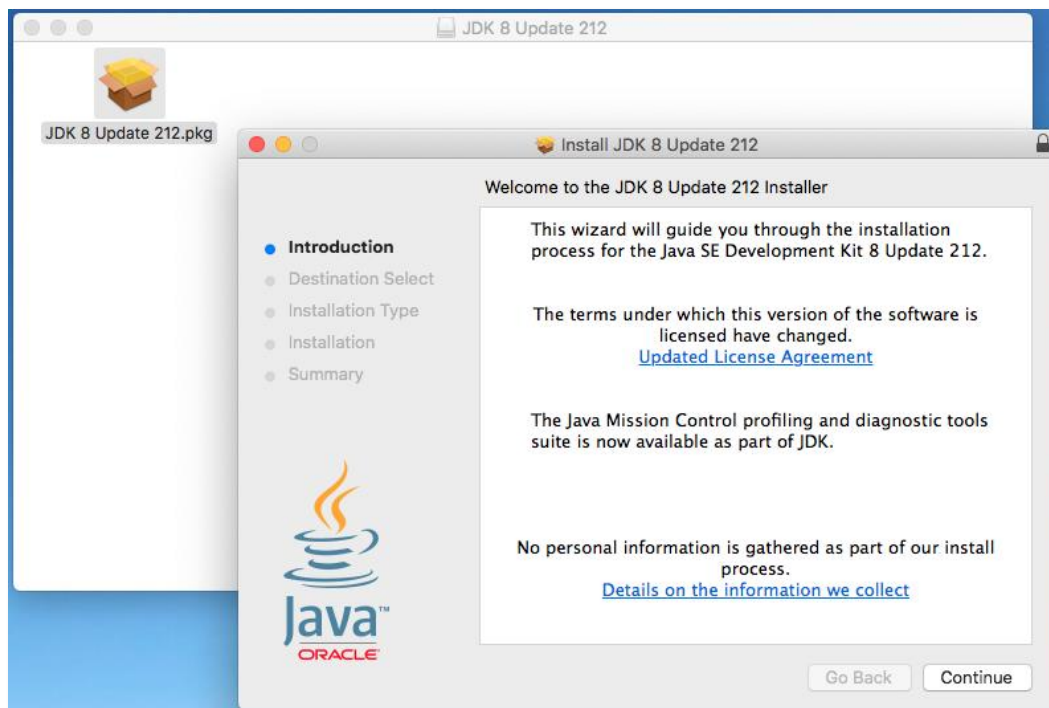 JDK 8 Update 212
JDK 8 Update 212.pkg
Install JDK 8 Update 212
Welcome to the JDK 8 Update 212 Installer
Introduction
Destination Select
Installation Type
Installation
Summary
This wizard will guide you through the installation
process for the Java SE Development Kit 8 Update 212.
The terms under which this version of the software is
licensed have changed.
Updated License Agreement
The Java Mission Control profiling and diagnostic tools
suite is now available as part of JDK.
No personal information is gathered as part of our install
process.
Details on the information we collect
Java™
ORACLE
Go Back
Continue